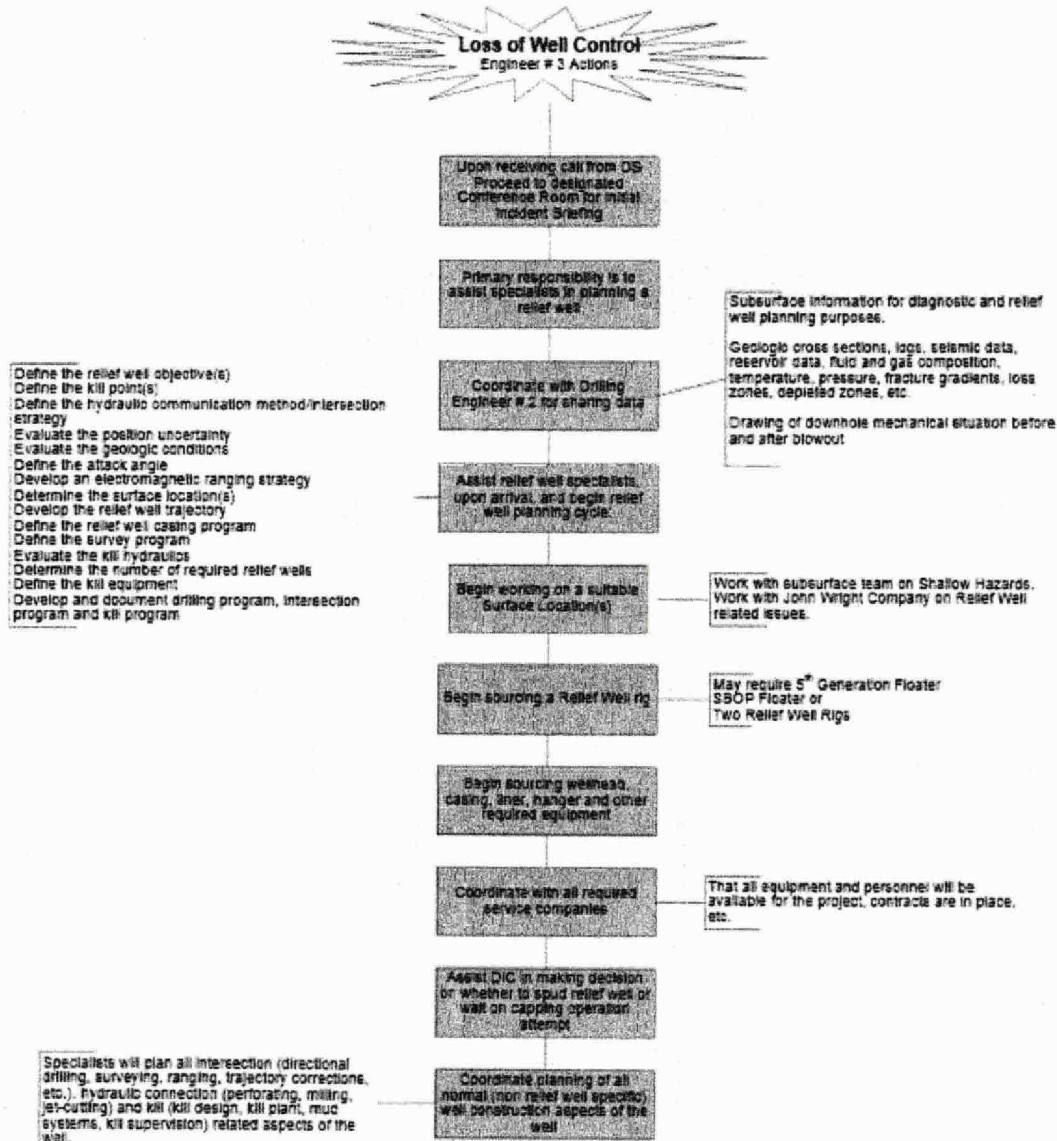 Loss of Well Control
Engineer # 3 Actions
Upon receiving call from DS
Proceed to designated
Conference Room for Initial
Incident Briefing
Primary responsibility is to
assist specialists in planning a
relief well
Subsurface information for diagnostic and relief
well planning purposes.
Geologic cross sections, logs, seismic data,
reservoir data, fluid and gas composition,
temperature, pressure, fracture gradients, loss
zones, depleted zones, etc.
Drawing of downhole mechanical situation before
and after blowout
Coordinate with Drilling
Engineer # 2 for sharing data
Define the relief well objective(s)
Define the kill point(s)
Define the hydraulic communication method/intersection
strategy
Evaluate the position uncertainty
Evaluate the geologic conditions
Define the attack angle
Develop an electromagnetic ranging strategy
Determine the surface location(s)
Develop the relief well trajectory
Define the relief well casing program
Define the survey program
Evaluate the kill hydraulics
Determine the number of required relief wells
Define the kill equipment
Develop and document drilling program, intersection
program and kill program
Assist relief well specialists,
upon arrival, and begin relief
well planning cycle.
Begin working on a suitable
Surface Location(s)
Work with subsurface team on Shallow Hazards.
Work with John Wright Company on Relief Well
related issues.
Begin sourcing a Relief Well rig
May require 5th Generation Floater
SBOP Floater or
Two Relief Well Rigs
Begin sourcing wellhead,
casing, liner, hanger and other
required equipment
Coordinate with all required
service companies
That all equipment and personnel will be
available for the project, contracts are in place,
etc.
Assist DIC in making decision
on whether to spud relief well or
wait on capping operation
attempt
Specialists will plan all intersection (directional
drilling, surveying, ranging, trajectory corrections,
etc.), hydraulic connection (perforating, milling,
jet-cutting) and kill (kill design, kill plant, mud
systems, kill supervision) related aspects of the
well.
Coordinate planning of all
normal (non relief well specific)
well construction aspects of the
well